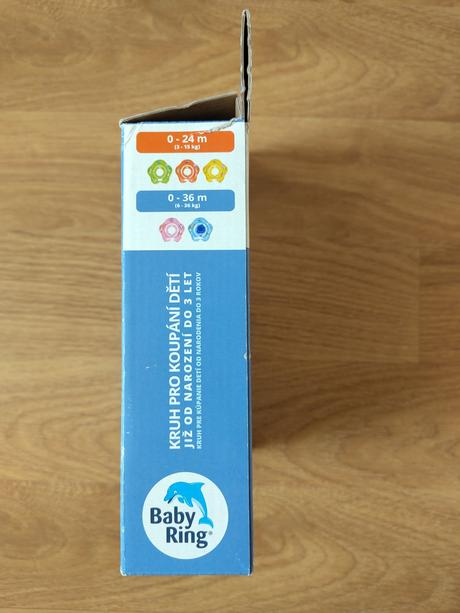 0 - 24 m
(3 - 15 kg)
0 - 36 m
(6 - 36 kg)
KRUH PRO KOUPÁNÍ DĚTÍ
JIŽ OD NAROZENÍ DO 3 LET
KRUH PRE KÚPANIE DETÍ OD NARODENIA DO 3 ROKOV
Baby
Ring®